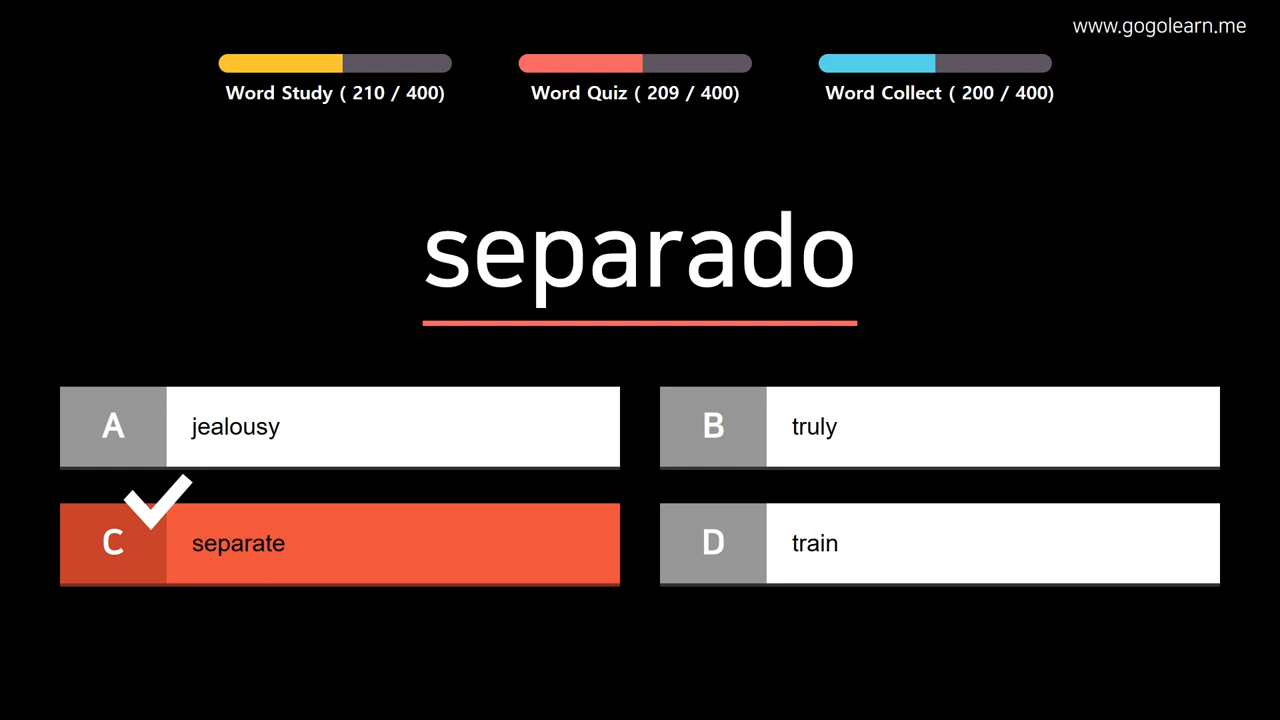 www.gogolearn.me
Word Study ( 210 / 400)
Word Quiz ( 209 / 400)
Word Collect ( 200 / 400)
separado
A
jealousy
B
truly
C
separate
D
train